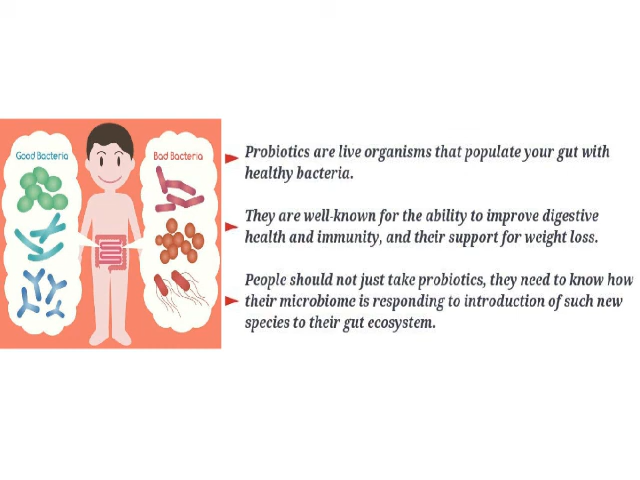 Good Bacteria
Bad Bacteria
Probiotics are live organisms that populate your gut with
healthy bacteria.
They are well-known for the ability to improve digestive
health and immunity, and their support for weight loss.
People should not just take probiotics, they need to know how
their microbiome is responding to introduction of such new
species to their gut ecosystem.